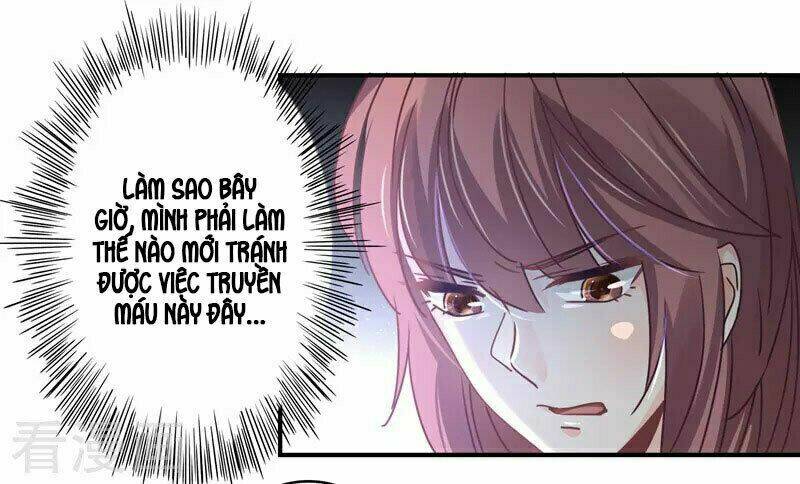 LÀM SAO BÂY
GIỜ, MÌNH PHẢI LÀM
THẾ NÀO MỚI TRÁNH
ĐƯỢC VIỆC TRUYỀN
MÁU NÀY ĐÂY...
看漫画